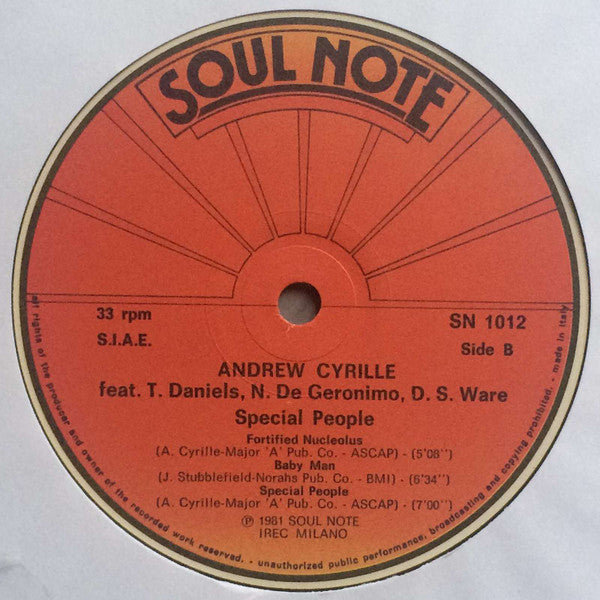 SOUL NOTE
33 rpm
S.I.A.E.
SN 1012
Side B
ANDREW CYRILLE
feat. T. Daniels, N. De Geronimo, D. S. Ware
Special People
Fortified Nucleolus
(A. Cyrille-Major 'A' Pub. Co. - ASCAP) - (5'08'')
Baby Man
(J. Stubblefield-Norahs Pub. Co. - BMI) - (6'34'')
Special People
(A. Cyrille-Major 'A' Pub. Co. - ASCAP) - (7'00'')
℗ 1981 SOUL NOTE
IREC MILANO
all rights of the producer and owner of the recorded work reserved. - unauthorized public performance, broadcasting and copying prohibited. - made in Italy